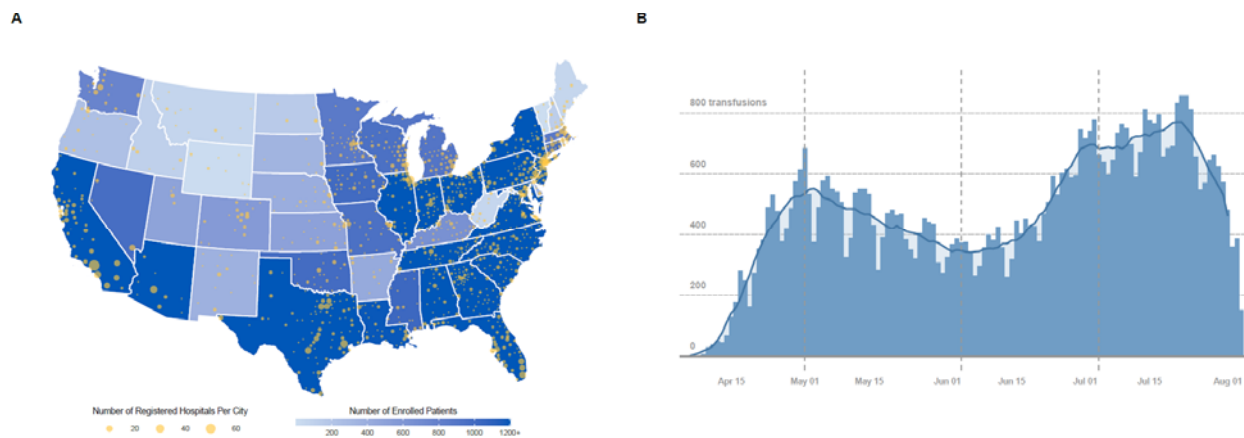 A
B
800 transfusions
600
400
200
0
Apr 15
May 01
May 15
Jun 01
Jun 15
Jul 01
Jul 15
Aug 01
Number of Registered Hospitals Per City
20
40
60
Number of Enrolled Patients
200
400
600
800
1000
1200+